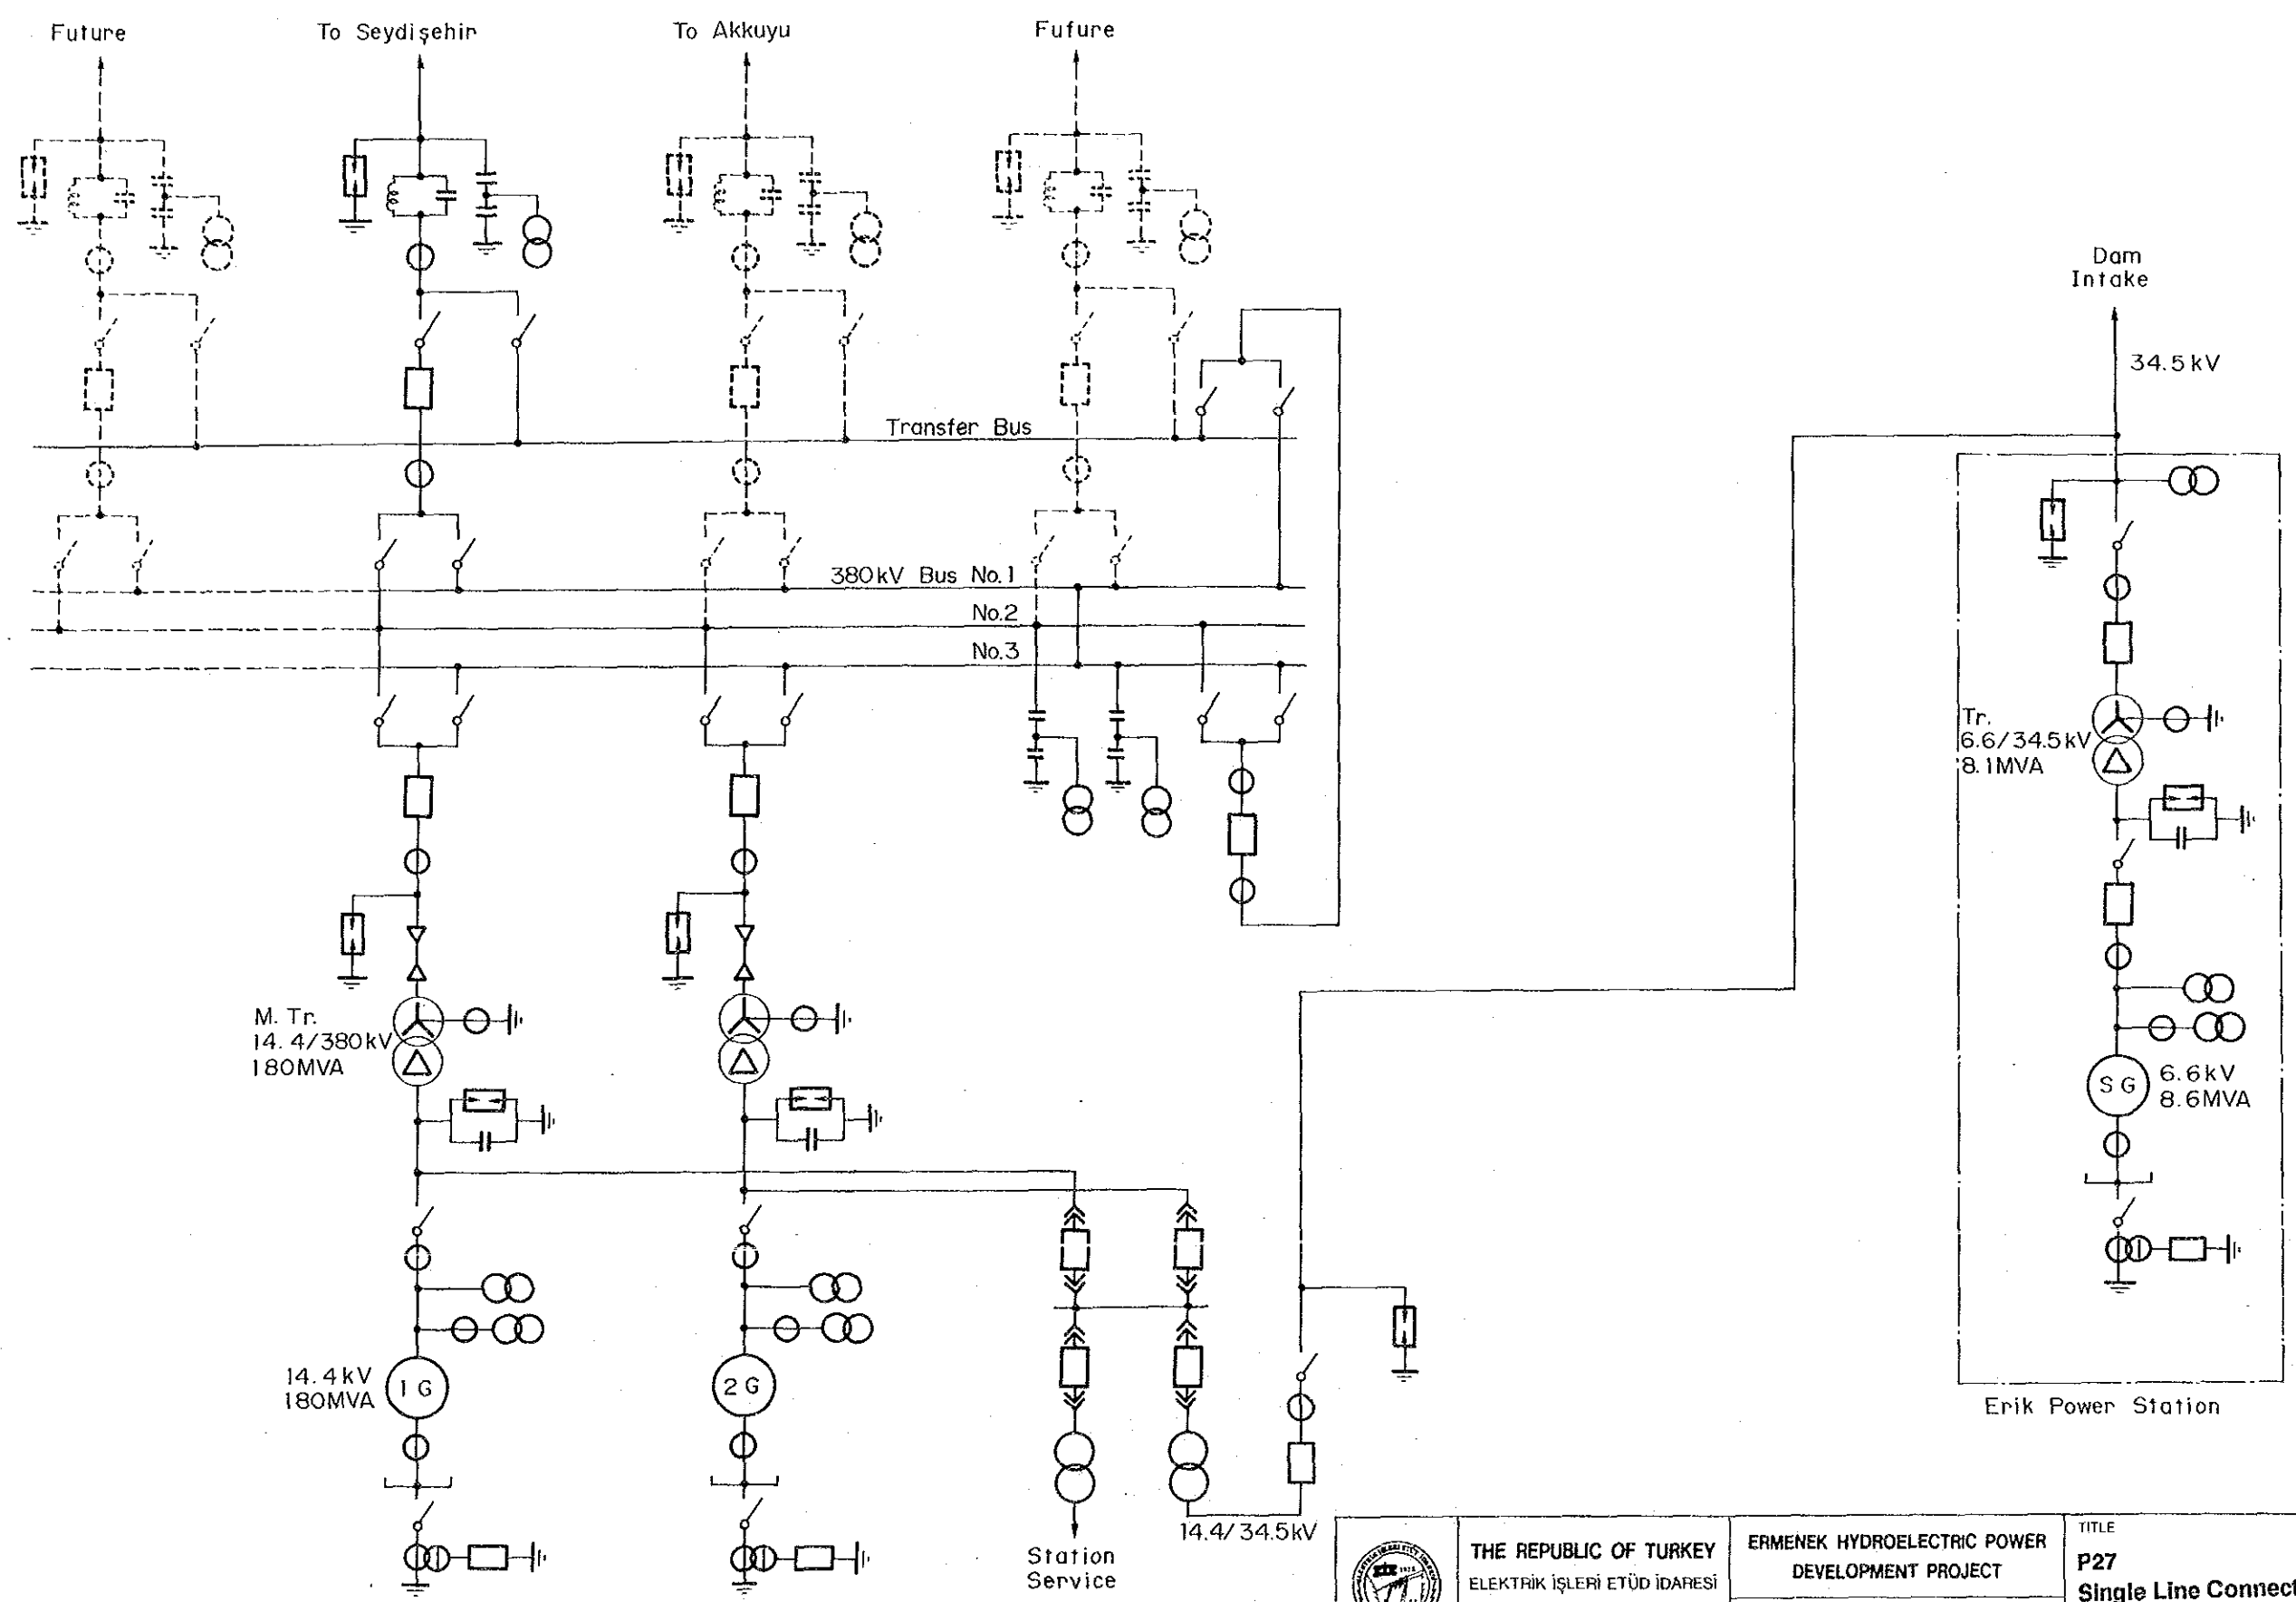 Future
To Seydişehir
To Akkuyu
Fufure
Dam
Intake
34.5kV
Transfer Bus
380kV Bus No.1
No.2
No.3
Tr.
6.6/34.5kV
8.1MVA
M. Tr.
14.4/380kV
180MVA
SG
6.6kV
8.6MVA
14.4kV
180MVA
1G
2G
Erik Power Station
14.4/34.5kV
Station
Service
THE REPUBLIC OF TURKEY
ELEKTRİK İŞLERİ ETÜD İDARESİ
ERMENEK HYDROELECTRIC POWER
DEVELOPMENT PROJECT
TITLE
P27
Single Line Connect